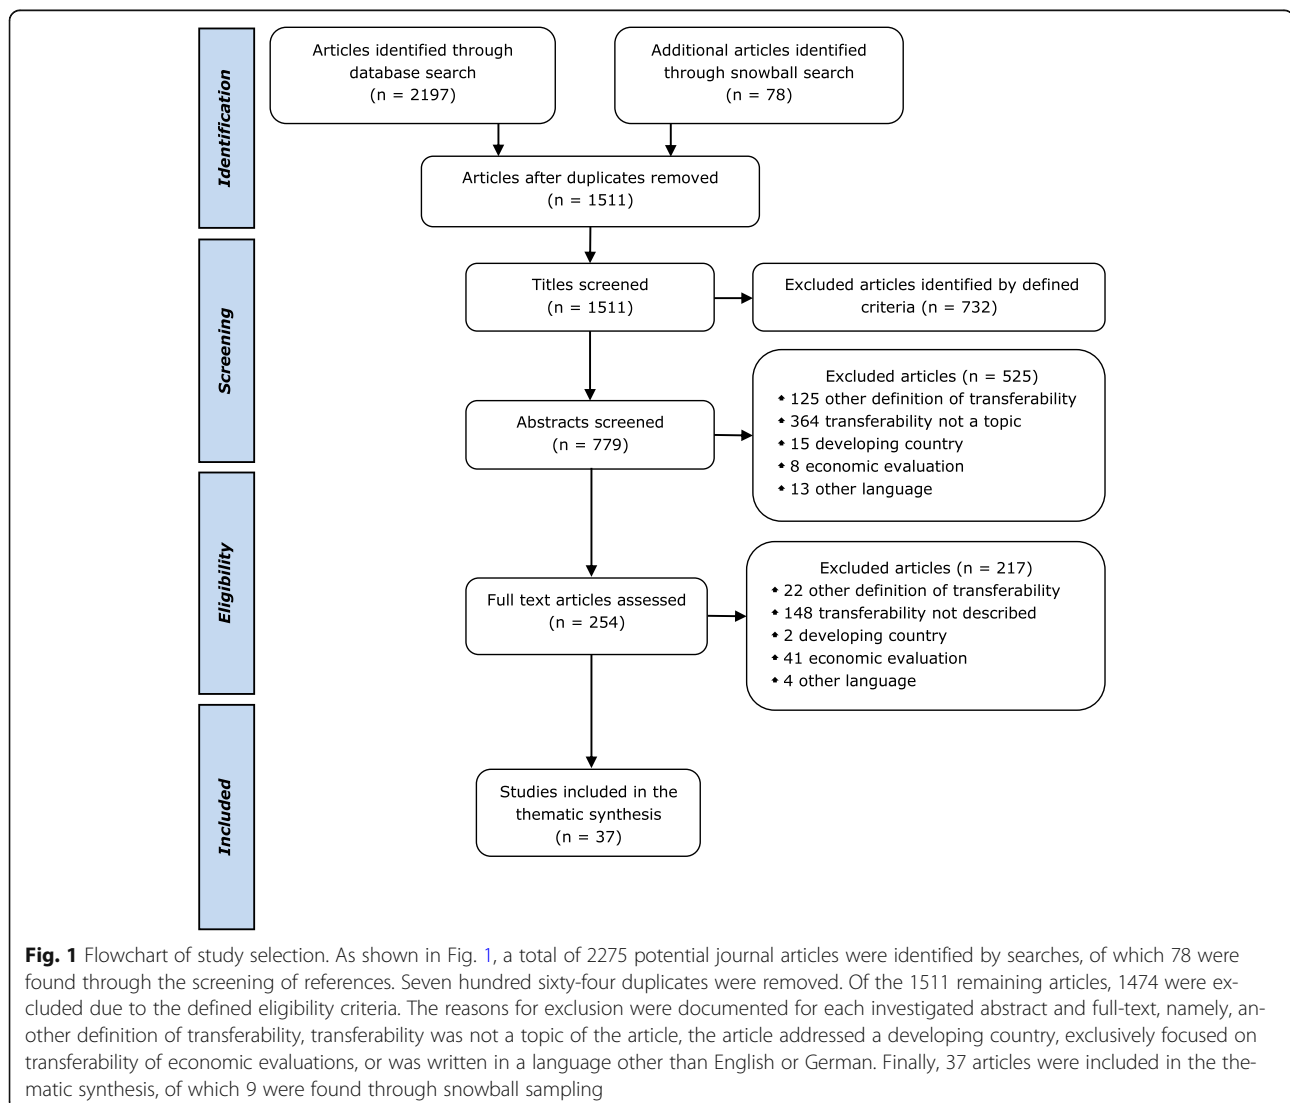 Identification
Articles identified through
database search
(n = 2197)
Additional articles identified
through snowball search
(n = 78)
Articles after duplicates removed
(n = 1511)
Screening
Titles screened
(n = 1511)
Excluded articles identified by defined
criteria (n = 732)
Abstracts screened
(n = 779)
Excluded articles (n = 525)
125 other definition of transferability
364 transferability not a topic
15 developing country
8 economic evaluation
13 other language
Eligibility
Full text articles assessed
(n = 254)
Excluded articles (n = 217)
22 other definition of transferability
148 transferability not described
2 developing country
41 economic evaluation
4 other language
Included
Studies included in the
thematic synthesis
(n = 37)
Fig. 1 Flowchart of study selection. As shown in Fig. 1, a total of 2275 potential journal articles were identified by searches, of which 78 were
found through the screening of references. Seven hundred sixty-four duplicates were removed. Of the 1511 remaining articles, 1474 were ex-
cluded due to the defined eligibility criteria. The reasons for exclusion were documented for each investigated abstract and full-text, namely, an-
other definition of transferability, transferability was not a topic of the article, the article addressed a developing country, exclusively focused on
transferability of economic evaluations, or was written in a language other than English or German. Finally, 37 articles were included in the the-
matic synthesis, of which 9 were found through snowball sampling